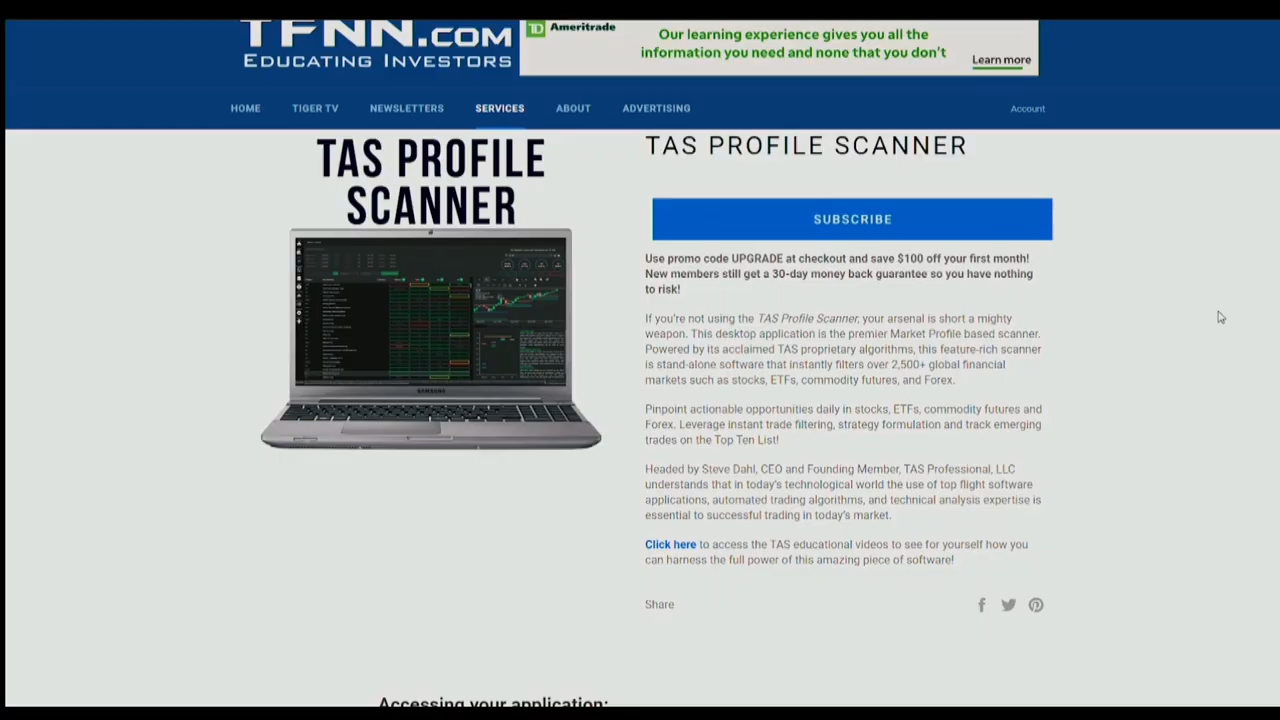 TFNN.COM
EDUCATING INVESTORS
TD Ameritrade
Our learning experience gives you all the
information you need and none that you don't
Learn more
HOME TIGER TV NEWSLETTERS SERVICES ABOUT ADVERTISING Account
TAS PROFILE
SCANNER
SAMSUNG
TAS PROFILE SCANNER
SUBSCRIBE
Use promo code UPGRADE at checkout and save $100 off your first month!
New members still get a 30-day money back guarantee so you have nothing
to risk!
If you're not using the TAS Profile Scanner, your arsenal is short a mighty
weapon. This desktop application is the premier Market Profile based scanner.
Powered by its acclaimed TAS proprietary algorithms, this feature-rich scanner
is stand-alone software that instantly filters over 2,500+ global financial
markets such as stocks, ETFs, commodity futures, and Forex.
Pinpoint actionable opportunities daily in stocks, ETFs, commodity futures and
Forex. Leverage instant trade filtering, strategy formulation and track emerging
trades on the Top Ten List!
Headed by Steve Dahl, CEO and Founding Member, TAS Professional, LLC
understands that in today's technological world the use of top flight software
applications, automated trading algorithms, and technical analysis expertise is
essential to successful trading in today's market.
Click here to access the TAS educational videos to see for yourself how you
can harness the full power of this amazing piece of software!
Share
Accessing your application: